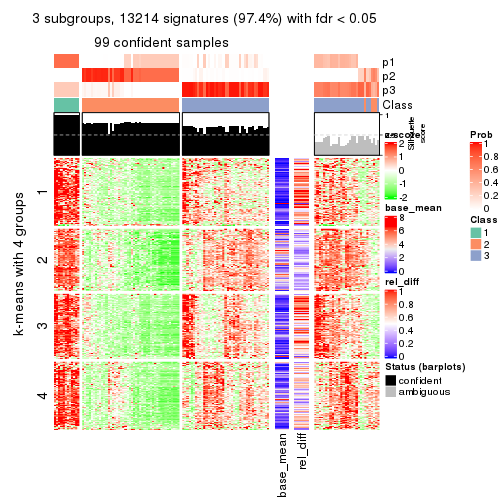 3 subgroups, 13214 signatures (97.4%) with fdr < 0.05
99 confident samples
p1
p2
p3
Class
1
Silhouette
score
z-score
2
1
0
-1
-2
base_mean
8
6
4
2
0
rel_diff
1
0.8
0.6
0.4
0.2
0
Status (barplots)
confident
ambiguous
Prob
1
0.8
0.6
0.4
0.2
0
Class
1
2
3
k-means with 4 groups
1
2
3
4
base_mean
rel_diff